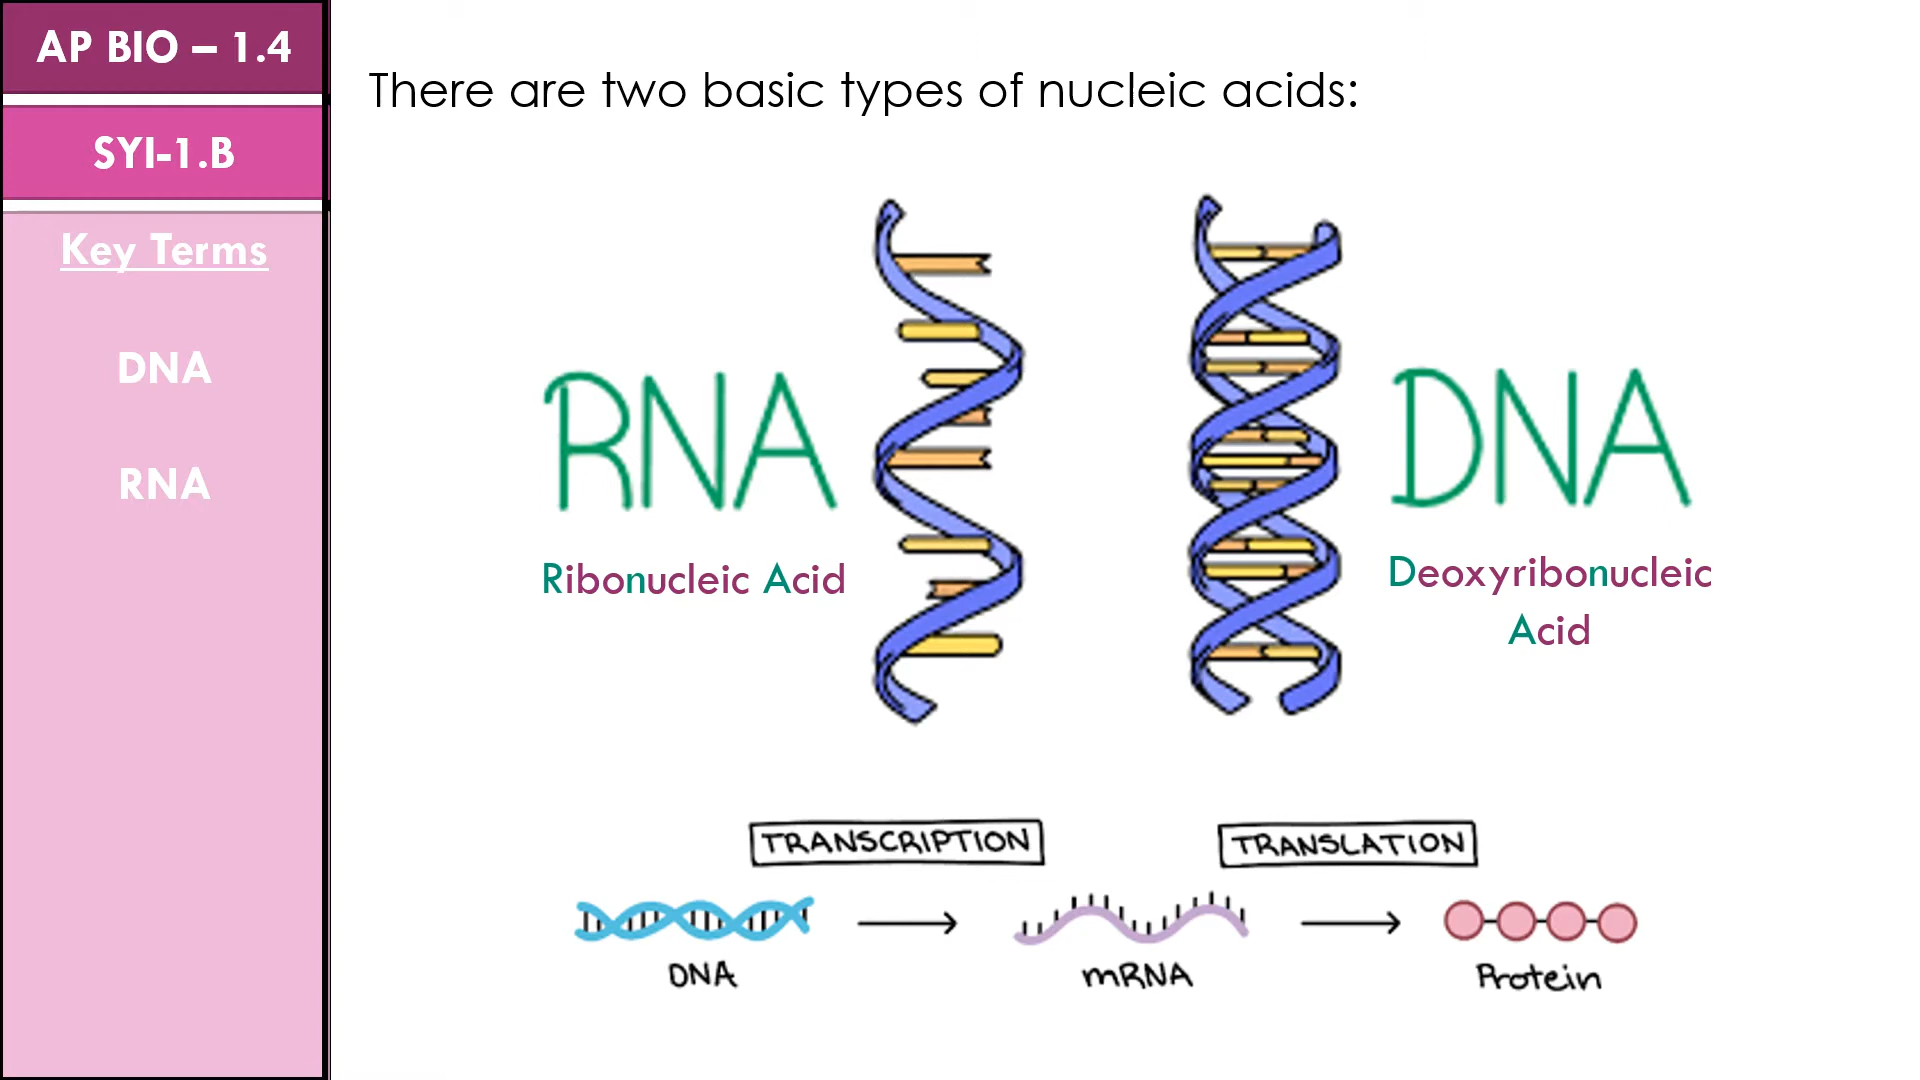 AP BIO – 1.4
SYI-1.B
Key Terms
DNA
RNA
There are two basic types of nucleic acids:
RNA
Ribonucleic Acid
DNA
Deoxyribonucleic
Acid
TRANSCRIPTION
TRANSLATION
DNA
mRNA
Protein